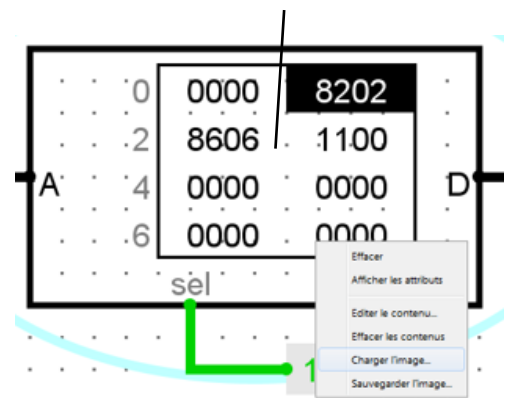 0 0000 8202
2 8606 1100
A 4 0000 0000 D
6 0000 0000
sel
1
Effacer
Afficher les attributs
Editer le contenu...
Effacer les contenus
Charger l'image...
Sauvegarder l'image...